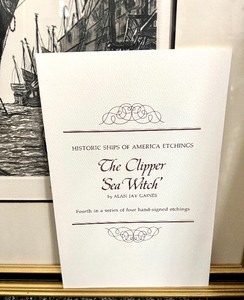 HISTORIC SHIPS OF AMERICA ETCHINGS
'The Clipper
Sea Witch'
by ALAN JAY GAINES
Fourth in a series of four hand-signed etchings